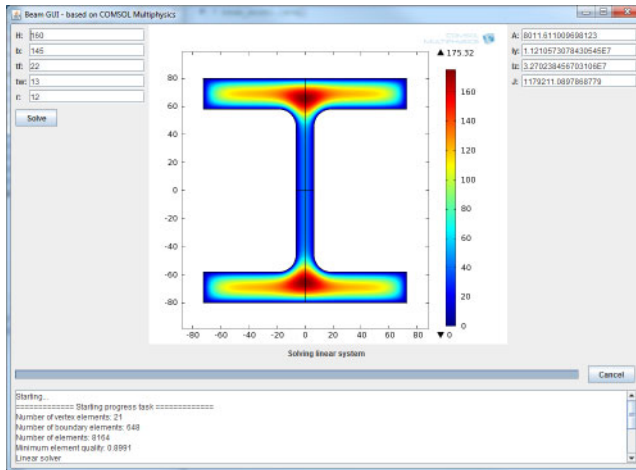 Beam GUI - based on COMSOL Multiphysics
H: 160
b: 145
tf: 22
tw: 13
r: 12
Solve
COMSOL
MULTIPHYSICS
▲ 175.32
80
60
40
20
0
-20
-40
-60
-80
-80 -60 -40 -20 0 20 40 60 80
160
140
120
100
80
60
40
20
0
▼ 0
A: 8011.611009698123
Iy: 1.1210573078430545E7
Iz: 3.270238456703106E7
J: 1179211.0897868779
Solving linear system
Cancel
Starting...
============= Starting progress task =============
Number of vertex elements: 21
Number of boundary elements: 648
Number of elements: 8164
Minimum element quality: 0.8991
Linear solver